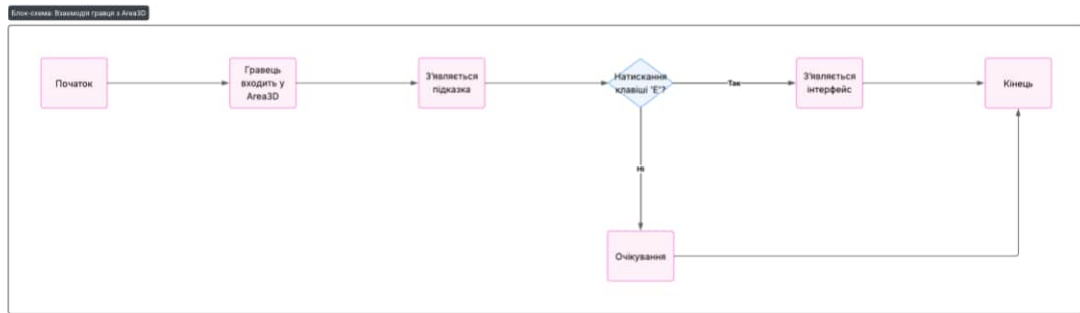 Блок-схема: Взаємодія гравця з Area3D
Початок
Гравець
входить у
Area3D
З'являється
підказка
Натискання
клавіші 'E'?
Так
З'являється
інтерфейс
Кінець
Ні
Очікування